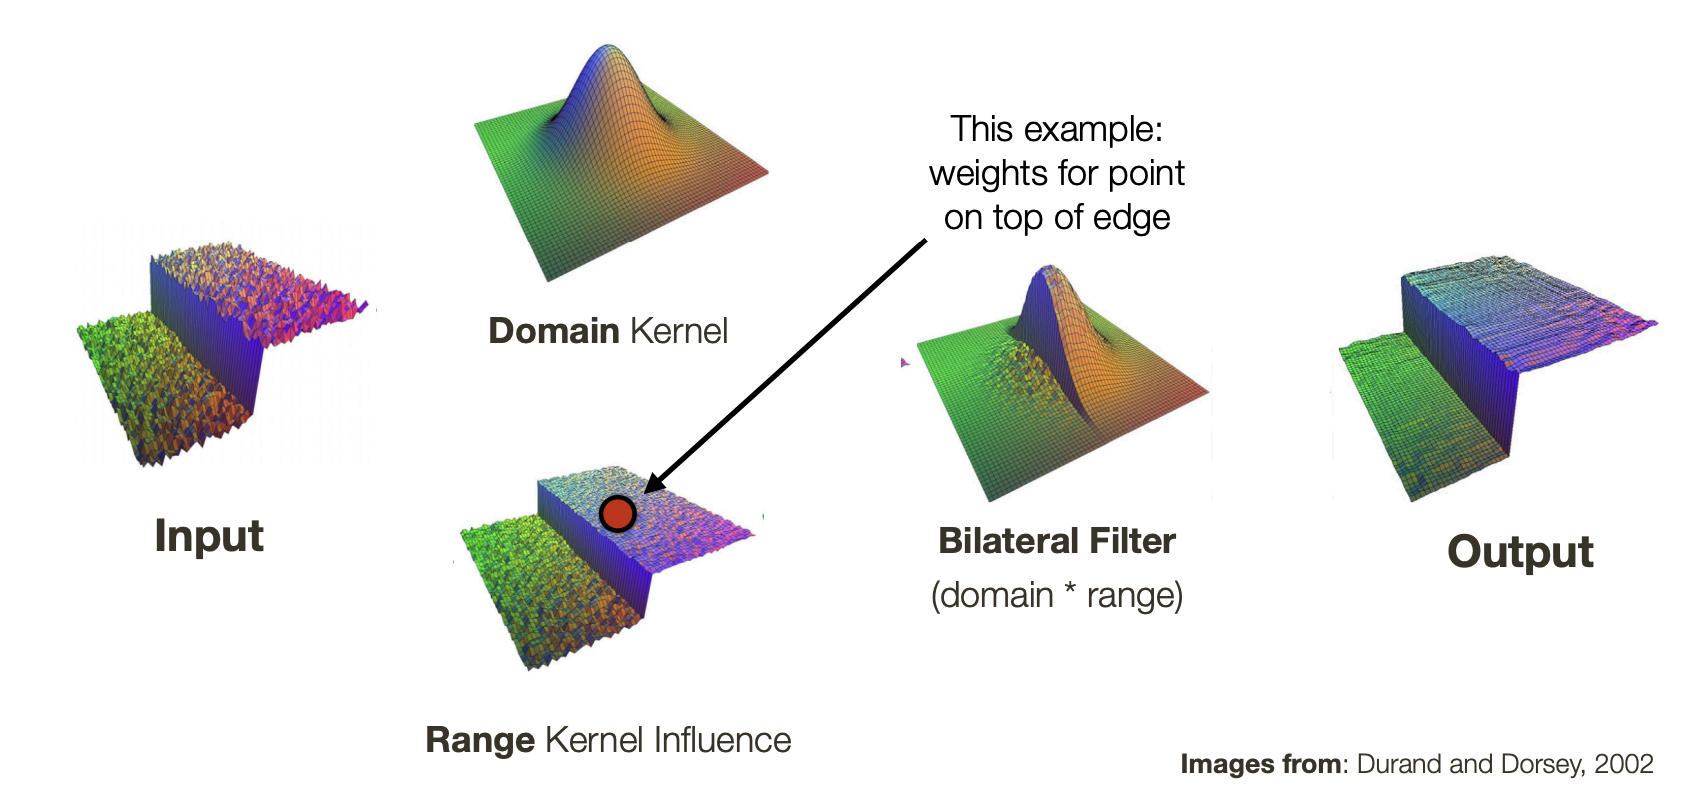 This example:
weights for point
on top of edge
Domain Kernel
Input
Bilateral Filter
(domain * range)
Output
Range Kernel Influence
Images from: Durand and Dorsey, 2002